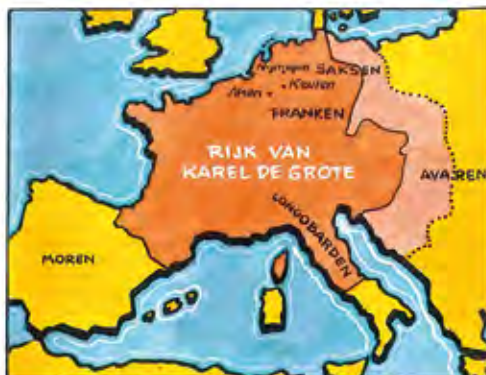 Nijmegen
SAKSEN
Aken
Keulen
FRANKEN
RIJK VAN
KAREL DE GROTE
AVAREN
LONGOBARDEN
MOREN